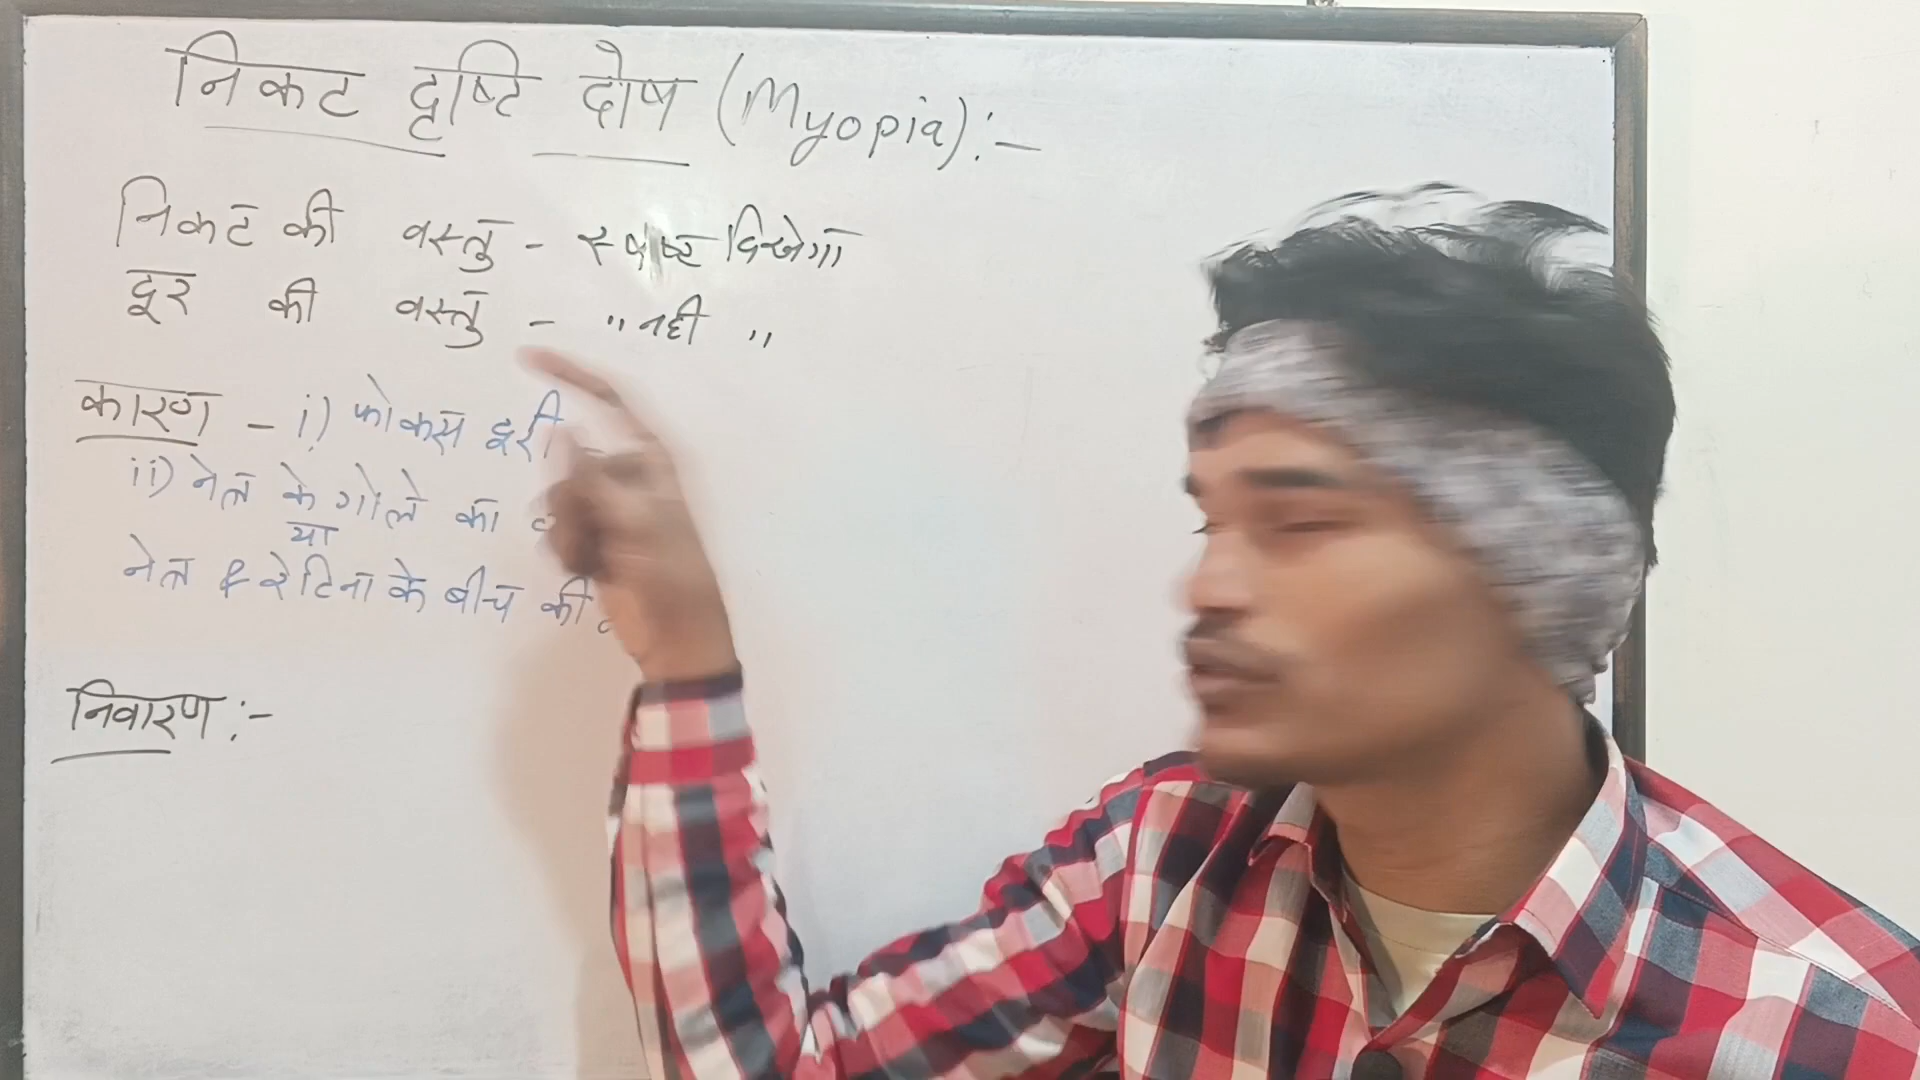 निकट दृष्टि दोष (Myopia):-
निकट की वस्तु - स्पष्ट दिखेगा
दूर की वस्तु - " नही "
कारण - i) फोकस दूरी
ii) नेत्र के गोले का
या
नेत्र & रेटिना के बीच की
निवारण :-